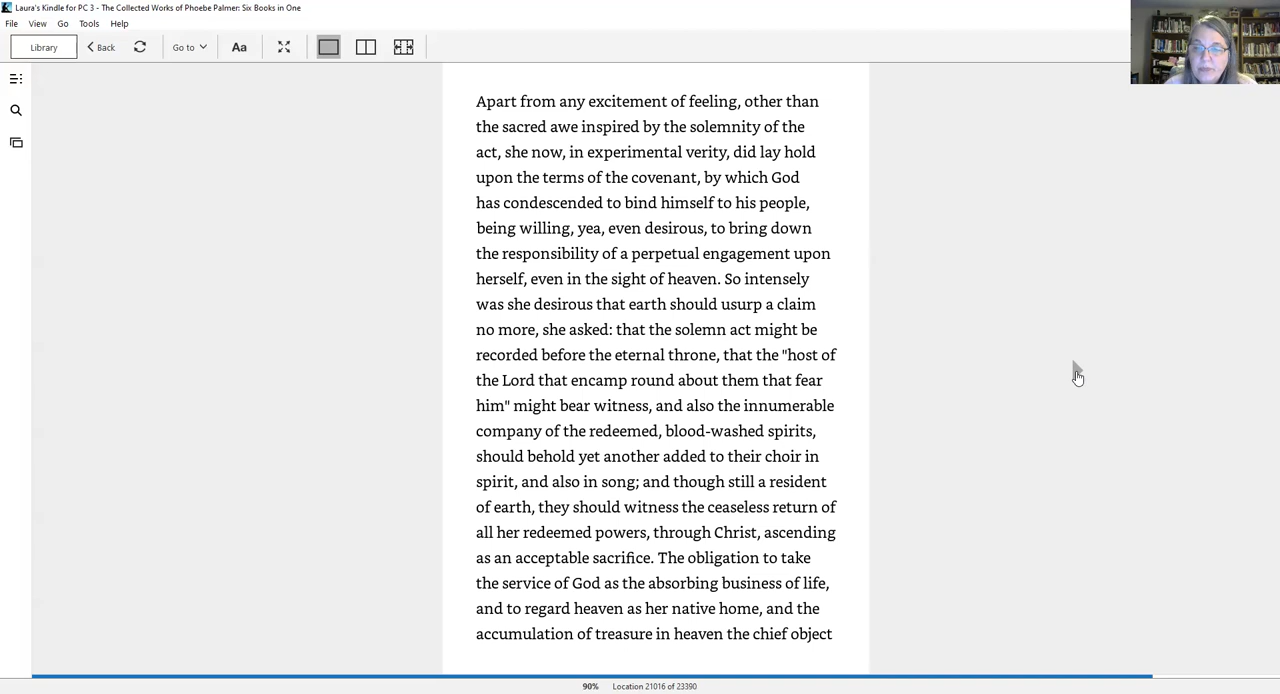 Laura's Kindle for PC 3 - The Collected Works of Phoebe Palmer: Six Books in One
File View Go Tools Help
Library Back Go to Aa
Apart from any excitement of feeling, other than
the sacred awe inspired by the solemnity of the
act, she now, in experimental verity, did lay hold
upon the terms of the covenant, by which God
has condescended to bind himself to his people,
being willing, yea, even desirous, to bring down
the responsibility of a perpetual engagement upon
herself, even in the sight of heaven. So intensely
was she desirous that earth should usurp a claim
no more, she asked: that the solemn act might be
recorded before the eternal throne, that the "host of
the Lord that encamp round about them that fear
him" might bear witness, and also the innumerable
company of the redeemed, blood-washed spirits,
should behold yet another added to their choir in
spirit, and also in song; and though still a resident
of earth, they should witness the ceaseless return of
all her redeemed powers, through Christ, ascending
as an acceptable sacrifice. The obligation to take
the service of God as the absorbing business of life,
and to regard heaven as her native home, and the
accumulation of treasure in heaven the chief object
90% Location 21016 of 23390